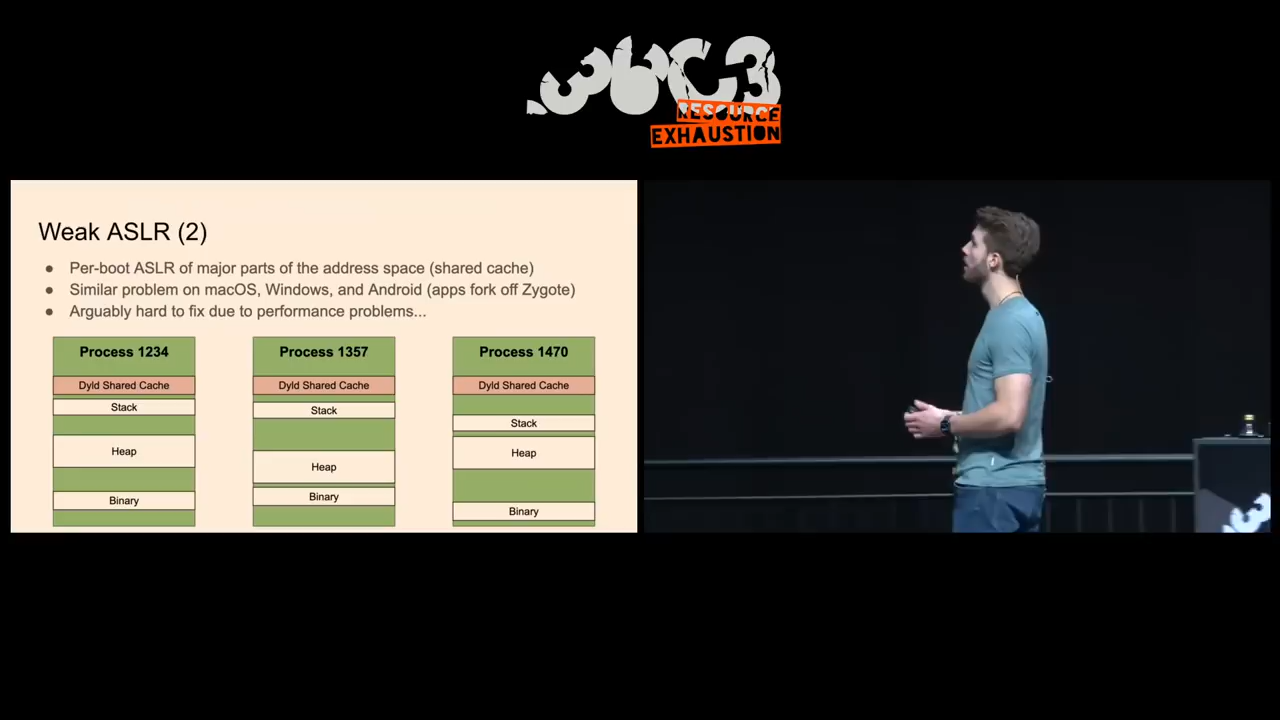 36C3
RESOURCE
EXHAUSTION
Weak ASLR (2)
● Per-boot ASLR of major parts of the address space (shared cache)
● Similar problem on macOS, Windows, and Android (apps fork off Zygote)
● Arguably hard to fix due to performance problems...
Process 1234
Dyld Shared Cache
Stack
Heap
Binary
Process 1357
Dyld Shared Cache
Stack
Heap
Binary
Process 1470
Dyld Shared Cache
Stack
Heap
Binary